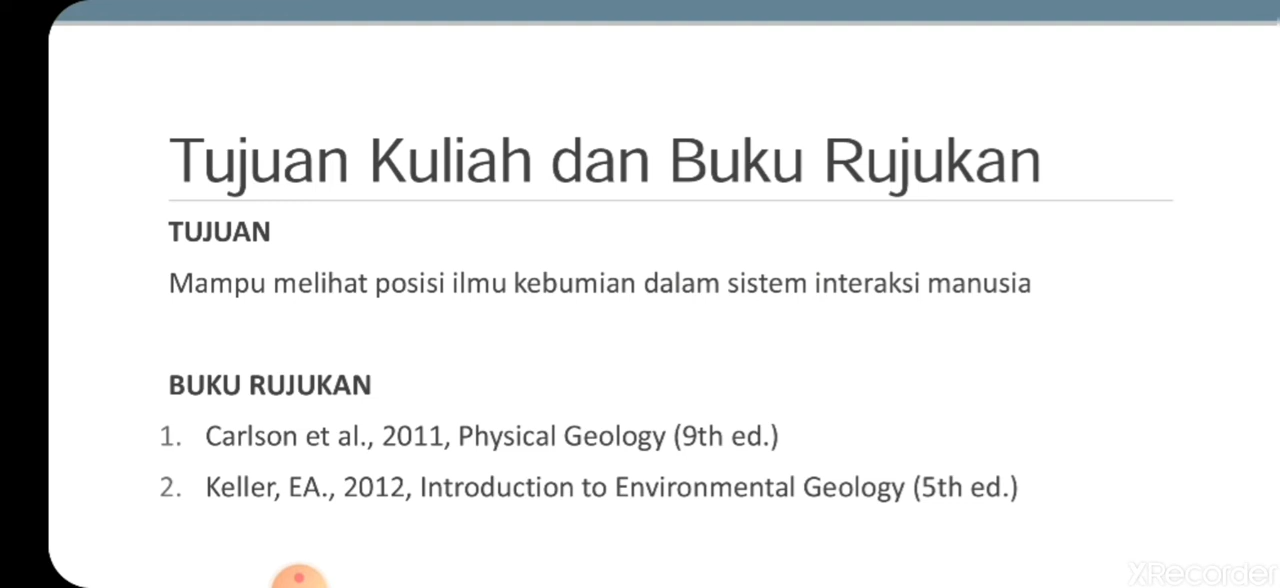 Tujuan Kuliah dan Buku Rujukan
TUJUAN
Mampu melihat posisi ilmu kebumian dalam sistem interaksi manusia
BUKU RUJUKAN
1. Carlson et al., 2011, Physical Geology (9th ed.)
2. Keller, EA., 2012, Introduction to Environmental Geology (5th ed.)
XRecorder